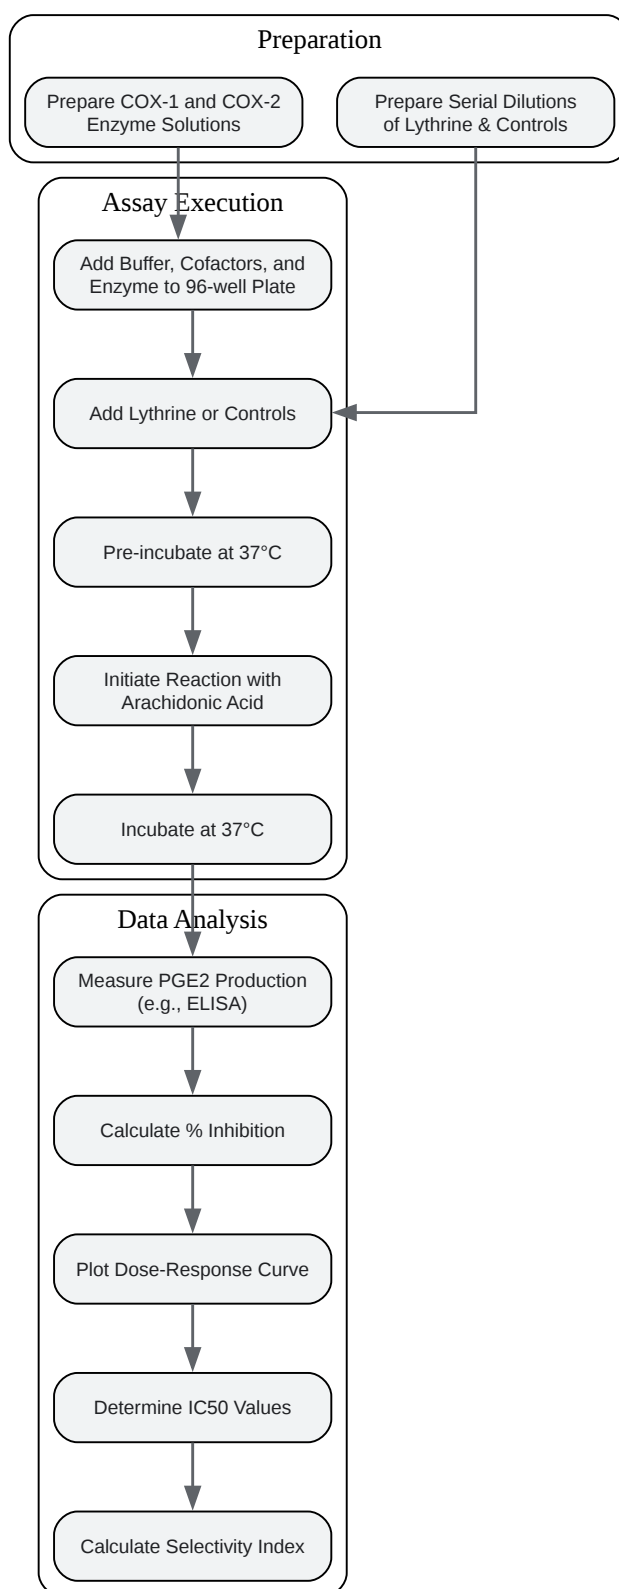 Preparation
Prepare COX-1 and COX-2
Enzyme Solutions
Prepare Serial Dilutions
of Lythrine & Controls
Assay Execution
Add Buffer, Cofactors, and
Enzyme to 96-well Plate
Add Lythrine or Controls
Pre-incubate at 37°C
Initiate Reaction with
Arachidonic Acid
Incubate at 37°C
Data Analysis
Measure PGE2 Production
(e.g., ELISA)
Calculate % Inhibition
Plot Dose-Response Curve
Determine IC50 Values
Calculate Selectivity Index